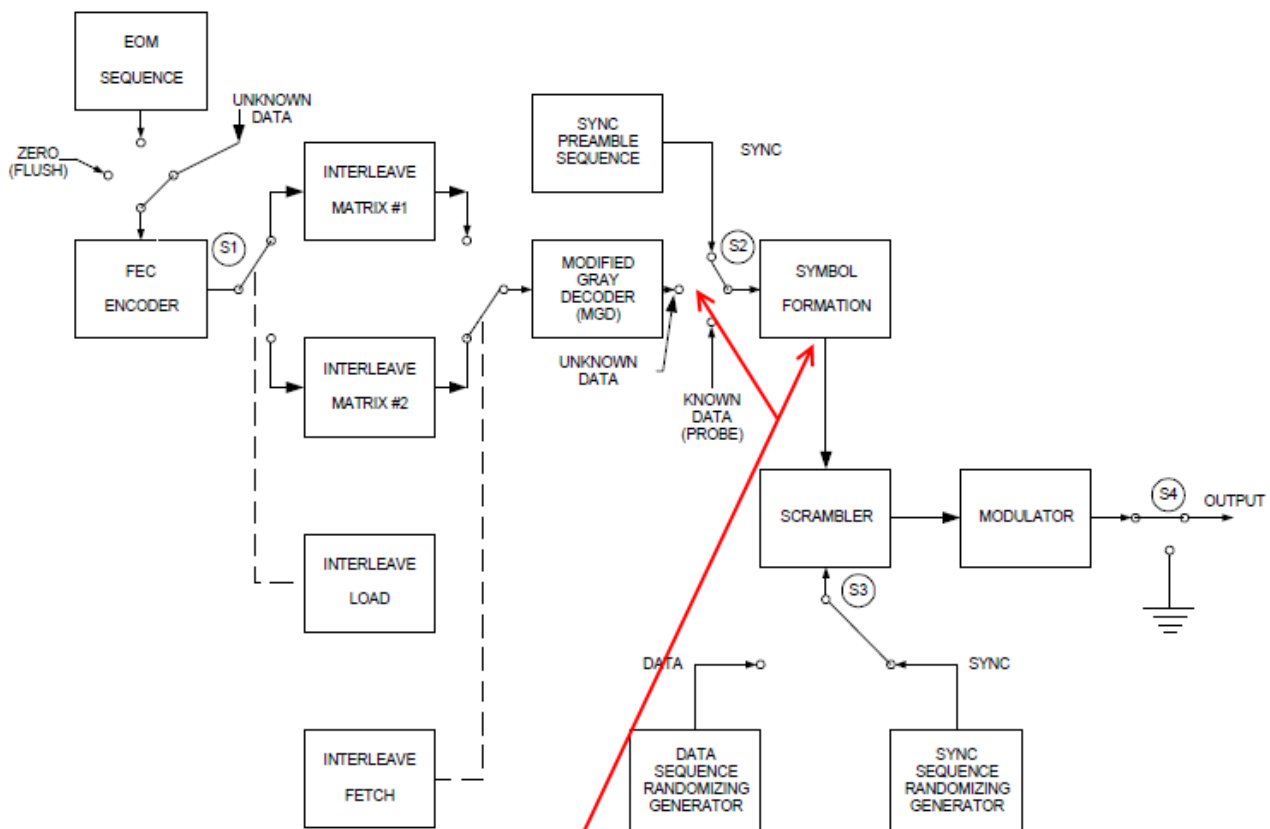 EOM
SEQUENCE
UNKNOWN
DATA
ZERO
(FLUSH)
INTERLEAVE
MATRIX #1
SYNC
PREAMBLE
SEQUENCE
SYNC
S1
S2
FEC
ENCODER
MODIFIED
GRAY
DECODER
(MGD)
SYMBOL
FORMATION
INTERLEAVE
MATRIX #2
UNKNOWN
DATA
KNOWN
DATA
(PROBE)
SCRAMBLER
MODULATOR
S4
OUTPUT
INTERLEAVE
LOAD
S3
DATA
SYNC
INTERLEAVE
FETCH
DATA
SEQUENCE
RANDOMIZING
GENERATOR
SYNC
SEQUENCE
RANDOMIZING
GENERATOR